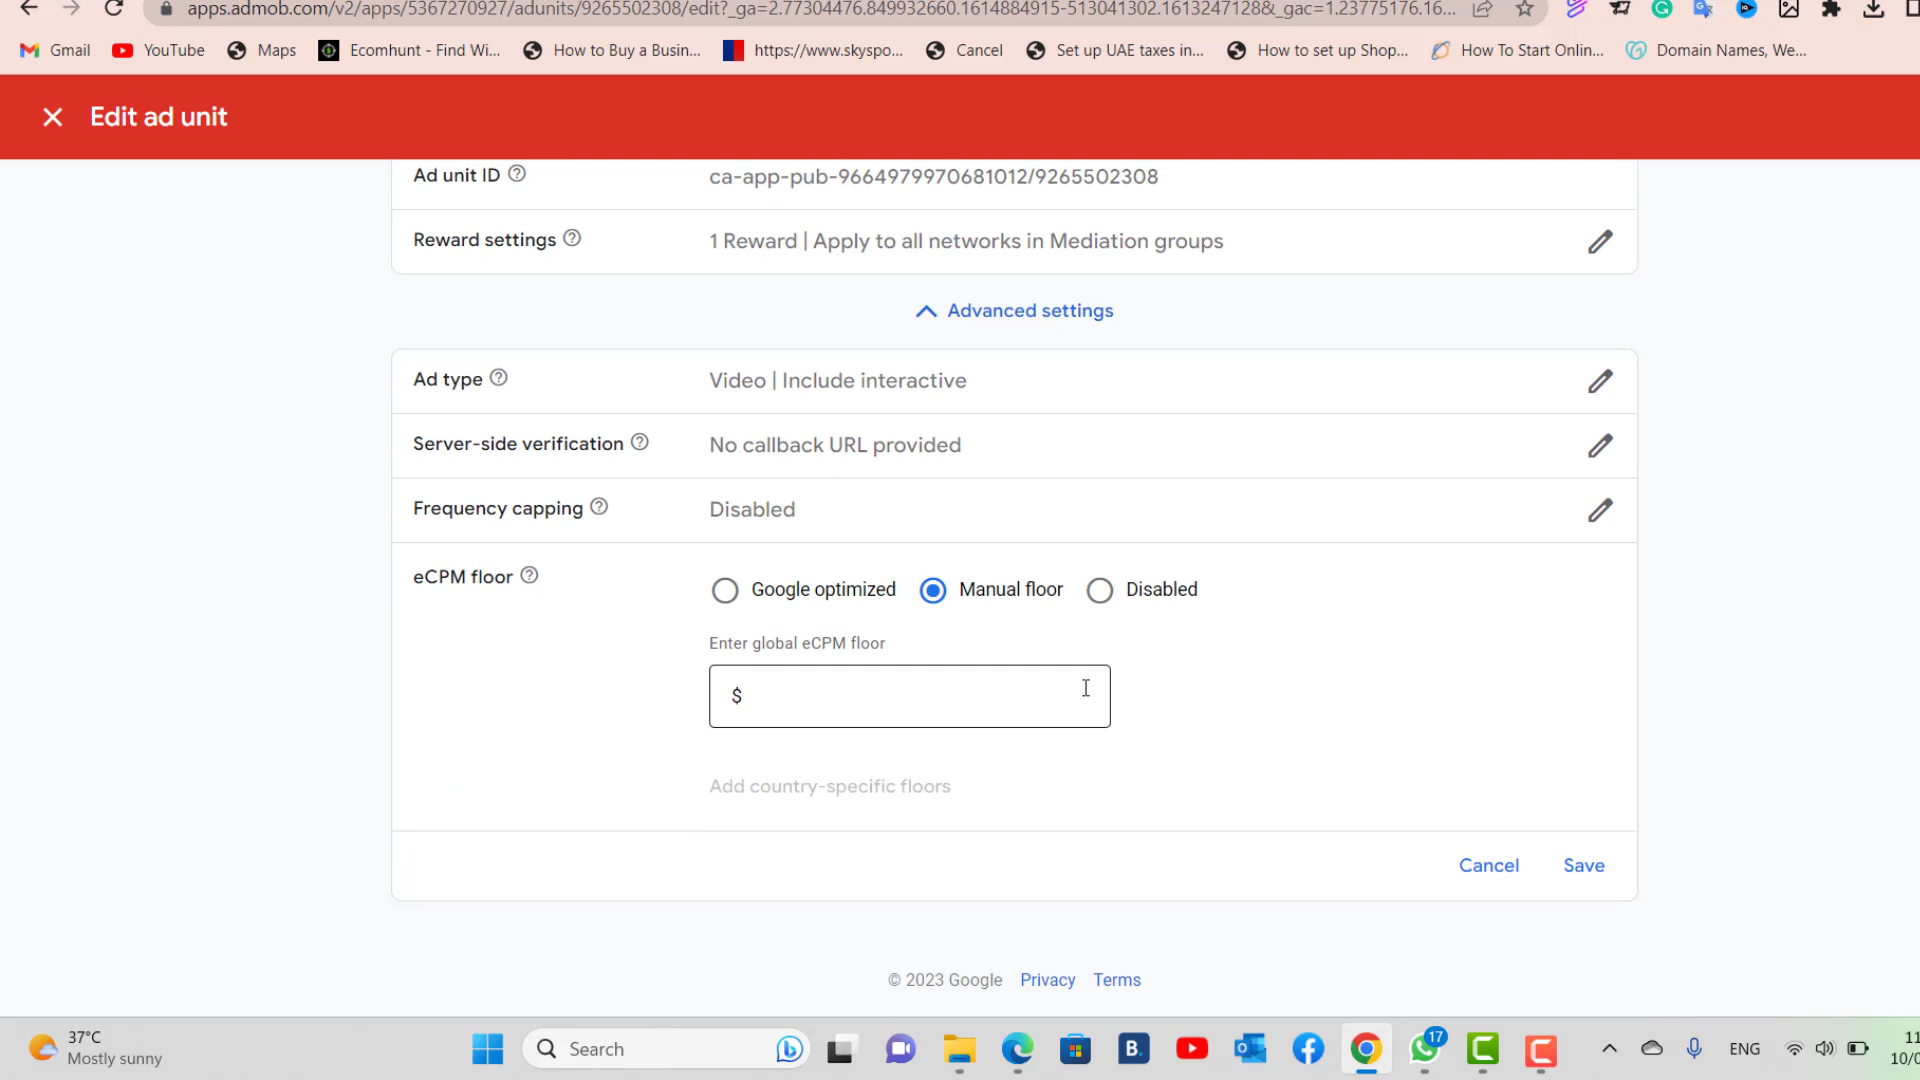 apps.admob.com/v2/apps/5367270927/adunits/9265502308/edit?_ga=2.77304476.849932660.1614884915-513041302.1613247128&_gac=1.23775176.16...
Gmail YouTube Maps Ecomhunt - Find Wi... How to Buy a Busin... https://www.skyspo... Cancel Set up UAE taxes in... How to set up Shop... How To Start Onlin... Domain Names, We...
Edit ad unit
Ad unit ID ca-app-pub-9664979970681012/9265502308
Reward settings 1 Reward | Apply to all networks in Mediation groups
Advanced settings
Ad type Video | Include interactive
Server-side verification No callback URL provided
Frequency capping Disabled
eCPM floor Google optimized Manual floor Disabled
Enter global eCPM floor
$
Add country-specific floors
Cancel Save
© 2023 Google Privacy Terms
37°C
Mostly sunny
Search
B.
17
ENG
11
10/0